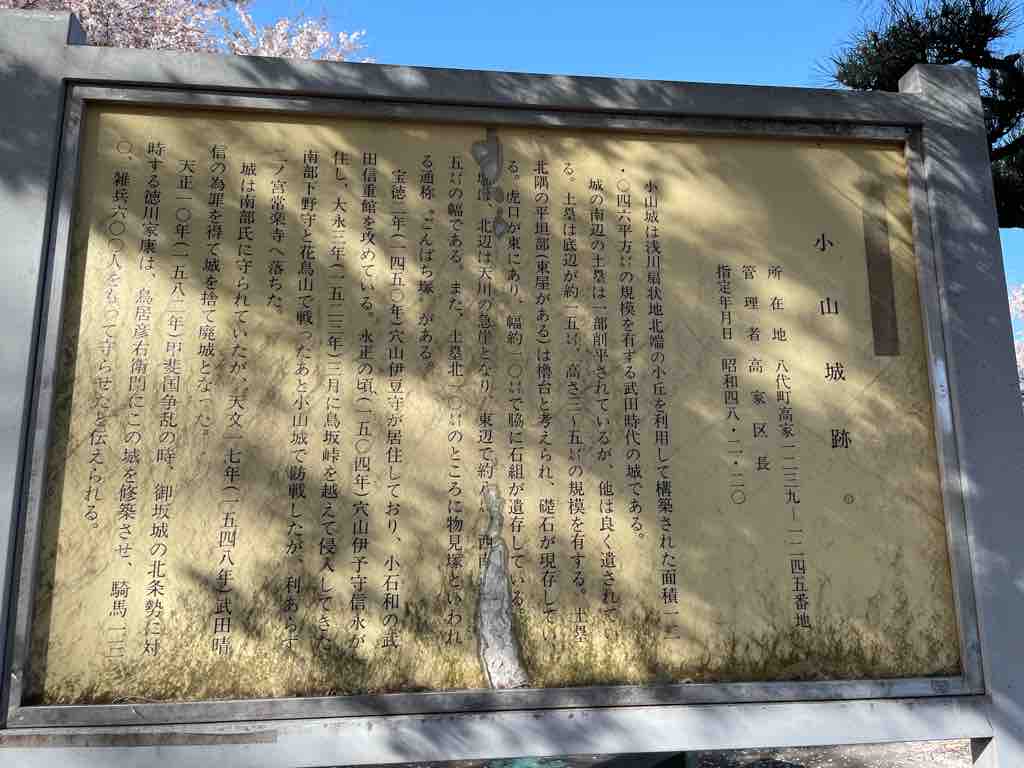 小山城跡
所在地 八代町高家一二三九―一二四五番地
管理者 高家区長
指定年月日 昭和四八・二・二〇
小山城は浅川扇状地北端の小丘を利用して構築された面積一三
・〇四六平方㍍の規模を有する武田時代の城である。
城の南辺の土塁は一部削平されているが、他は良く遺されてい
る。土塁は底辺が約一五㍍、高さ三～五㍍の規模を有する。土塁
北隅の平垣部(東屋がある)は櫓台と考えられ、礎石が現存してい
る。虎口が東にあり、幅約一〇㍍で脇に石組が遺存している。
は、北辺は天川の急崖となり、東辺で約
五㍍の幅である。また、土塁北一〇㍍のところに物見塚といわれ
る通称〝ごんぱち塚〟がある。
宝徳二年(一四五〇年)穴山伊豆守が居住しており、小石和の武
田信重館を攻めている。永正の頃(一五〇四年)穴山伊予守信永が
住し、大永三年(一五二三年)三月に鳥坂峠を越えて侵入してきた
南部下野守と花鳥山で戦ったあと小山城で防戦したが、利あらず
二ノ宮常楽寺へ落ちた。
城は南部氏に守られていたが、天文一七年(一五四八年)武田晴
信の為罪を得て城を捨て廃城となった。
天正一〇年(一五八二年)甲斐国争乱の時、御坂城の北条勢に対
時する徳川家康は、鳥居彦右衛門にこの城を修築させ、騎馬一三
〇、雑兵六〇〇人をもって守らせたと伝えられる。